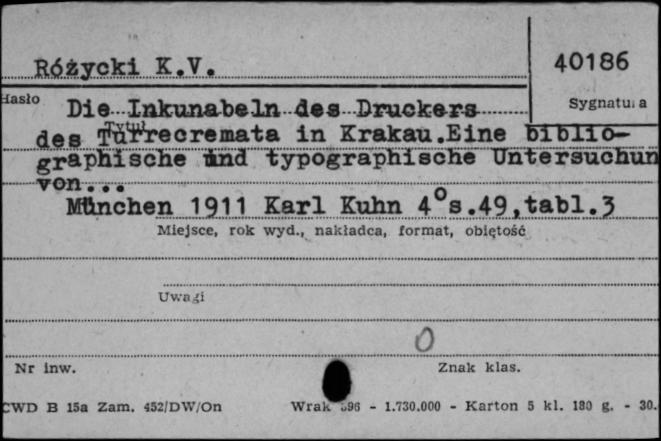 Różycki K.V.
40186
Hasło
Sygnatura
Die Inkunabeln des Druckers
Tytuł
des Turrecremata in Krakau.Eine biblio-
graphische und typographische Untersuchun
von...
München 1911 Karl Kuhn 4° s.49,tabl.3
Miejsce, rok wyd., nakładca, format, objętość
Uwagi
0
Nr inw.
Znak klas.
CWD B 15a Zam. 452/DW/On
Wrak 596 - 1.730.000 - Karton 5 kl. 180 g. - 30.